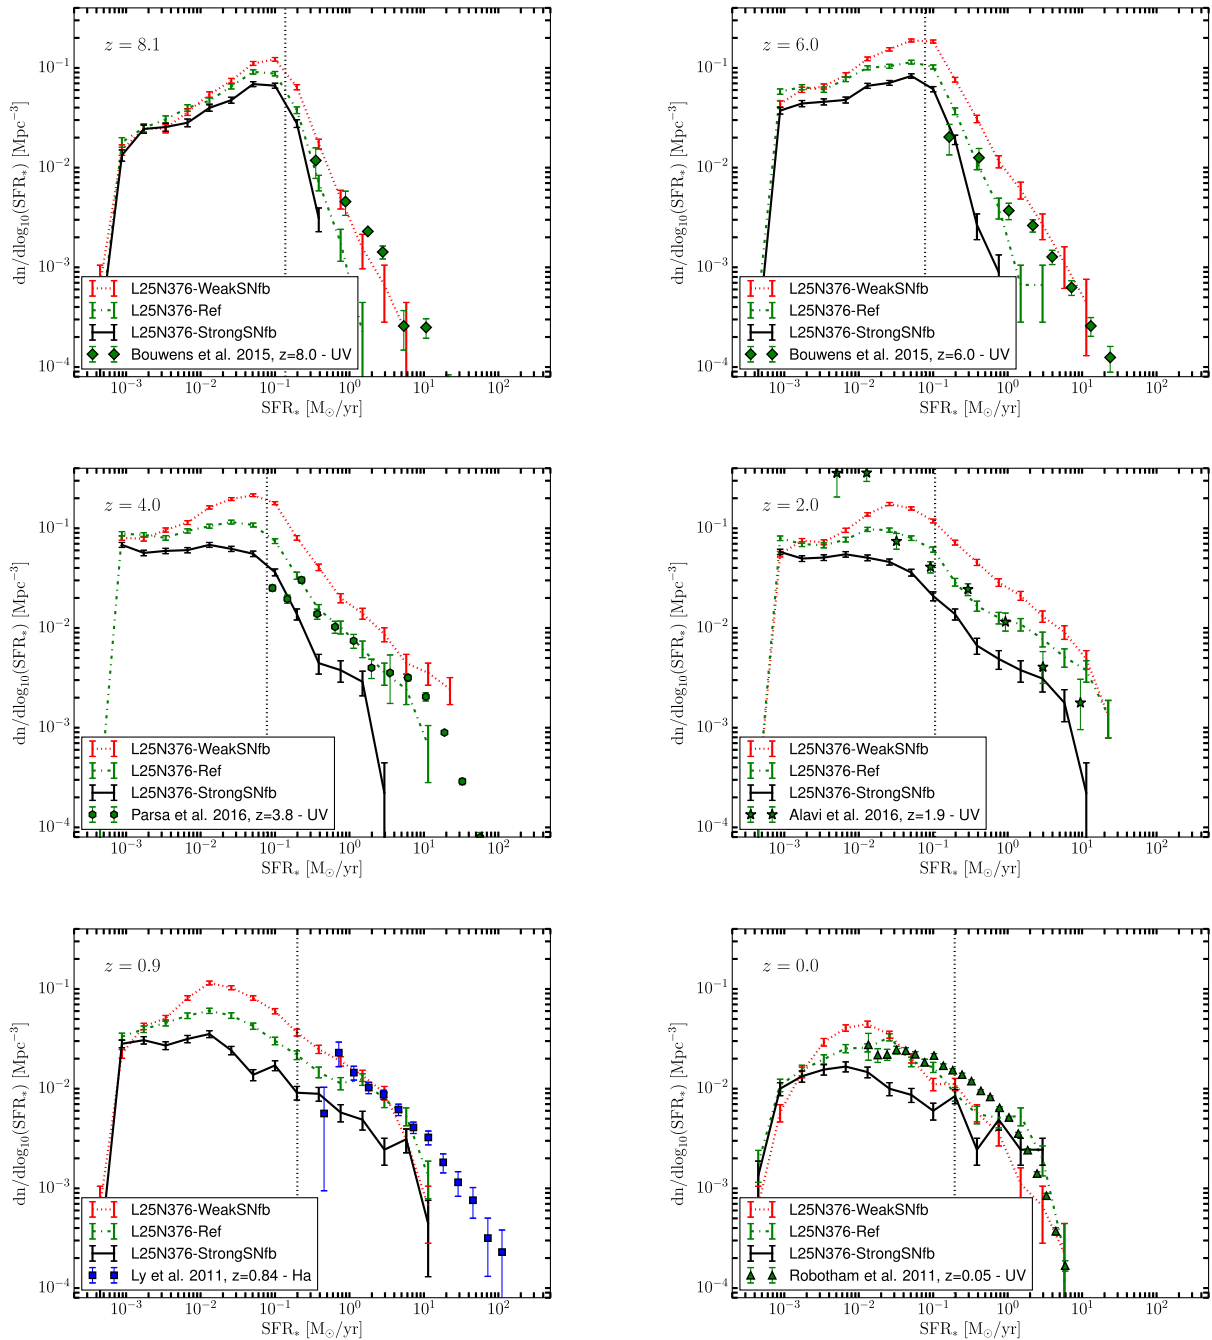 z = 8.1
dn/dlog₁₀(SFR∗) [Mpc⁻³]
10⁻¹
10⁻²
10⁻³
10⁻⁴
L25N376-WeakSNfb
L25N376-Ref
L25N376-StrongSNfb
Bouwens et al. 2015, z=8.0 - UV
10⁻³ 10⁻² 10⁻¹ 10⁰ 10¹ 10²
SFR∗ [M⊙/yr]
z = 6.0
dn/dlog₁₀(SFR∗) [Mpc⁻³]
10⁻¹
10⁻²
10⁻³
10⁻⁴
L25N376-WeakSNfb
L25N376-Ref
L25N376-StrongSNfb
Bouwens et al. 2015, z=6.0 - UV
10⁻³ 10⁻² 10⁻¹ 10⁰ 10¹ 10²
SFR∗ [M⊙/yr]
z = 4.0
dn/dlog₁₀(SFR∗) [Mpc⁻³]
10⁻¹
10⁻²
10⁻³
10⁻⁴
L25N376-WeakSNfb
L25N376-Ref
L25N376-StrongSNfb
Parsa et al. 2016, z=3.8 - UV
10⁻³ 10⁻² 10⁻¹ 10⁰ 10¹ 10²
SFR∗ [M⊙/yr]
z = 2.0
dn/dlog₁₀(SFR∗) [Mpc⁻³]
10⁻¹
10⁻²
10⁻³
10⁻⁴
L25N376-WeakSNfb
L25N376-Ref
L25N376-StrongSNfb
Alavi et al. 2016, z=1.9 - UV
10⁻³ 10⁻² 10⁻¹ 10⁰ 10¹ 10²
SFR∗ [M⊙/yr]
z = 0.9
dn/dlog₁₀(SFR∗) [Mpc⁻³]
10⁻¹
10⁻²
10⁻³
10⁻⁴
L25N376-WeakSNfb
L25N376-Ref
L25N376-StrongSNfb
Ly et al. 2011, z=0.84 - Ha
10⁻³ 10⁻² 10⁻¹ 10⁰ 10¹ 10²
SFR∗ [M⊙/yr]
z = 0.0
dn/dlog₁₀(SFR∗) [Mpc⁻³]
10⁻¹
10⁻²
10⁻³
10⁻⁴
L25N376-WeakSNfb
L25N376-Ref
L25N376-StrongSNfb
Robotham et al. 2011, z=0.05 - UV
10⁻³ 10⁻² 10⁻¹ 10⁰ 10¹ 10²
SFR∗ [M⊙/yr]